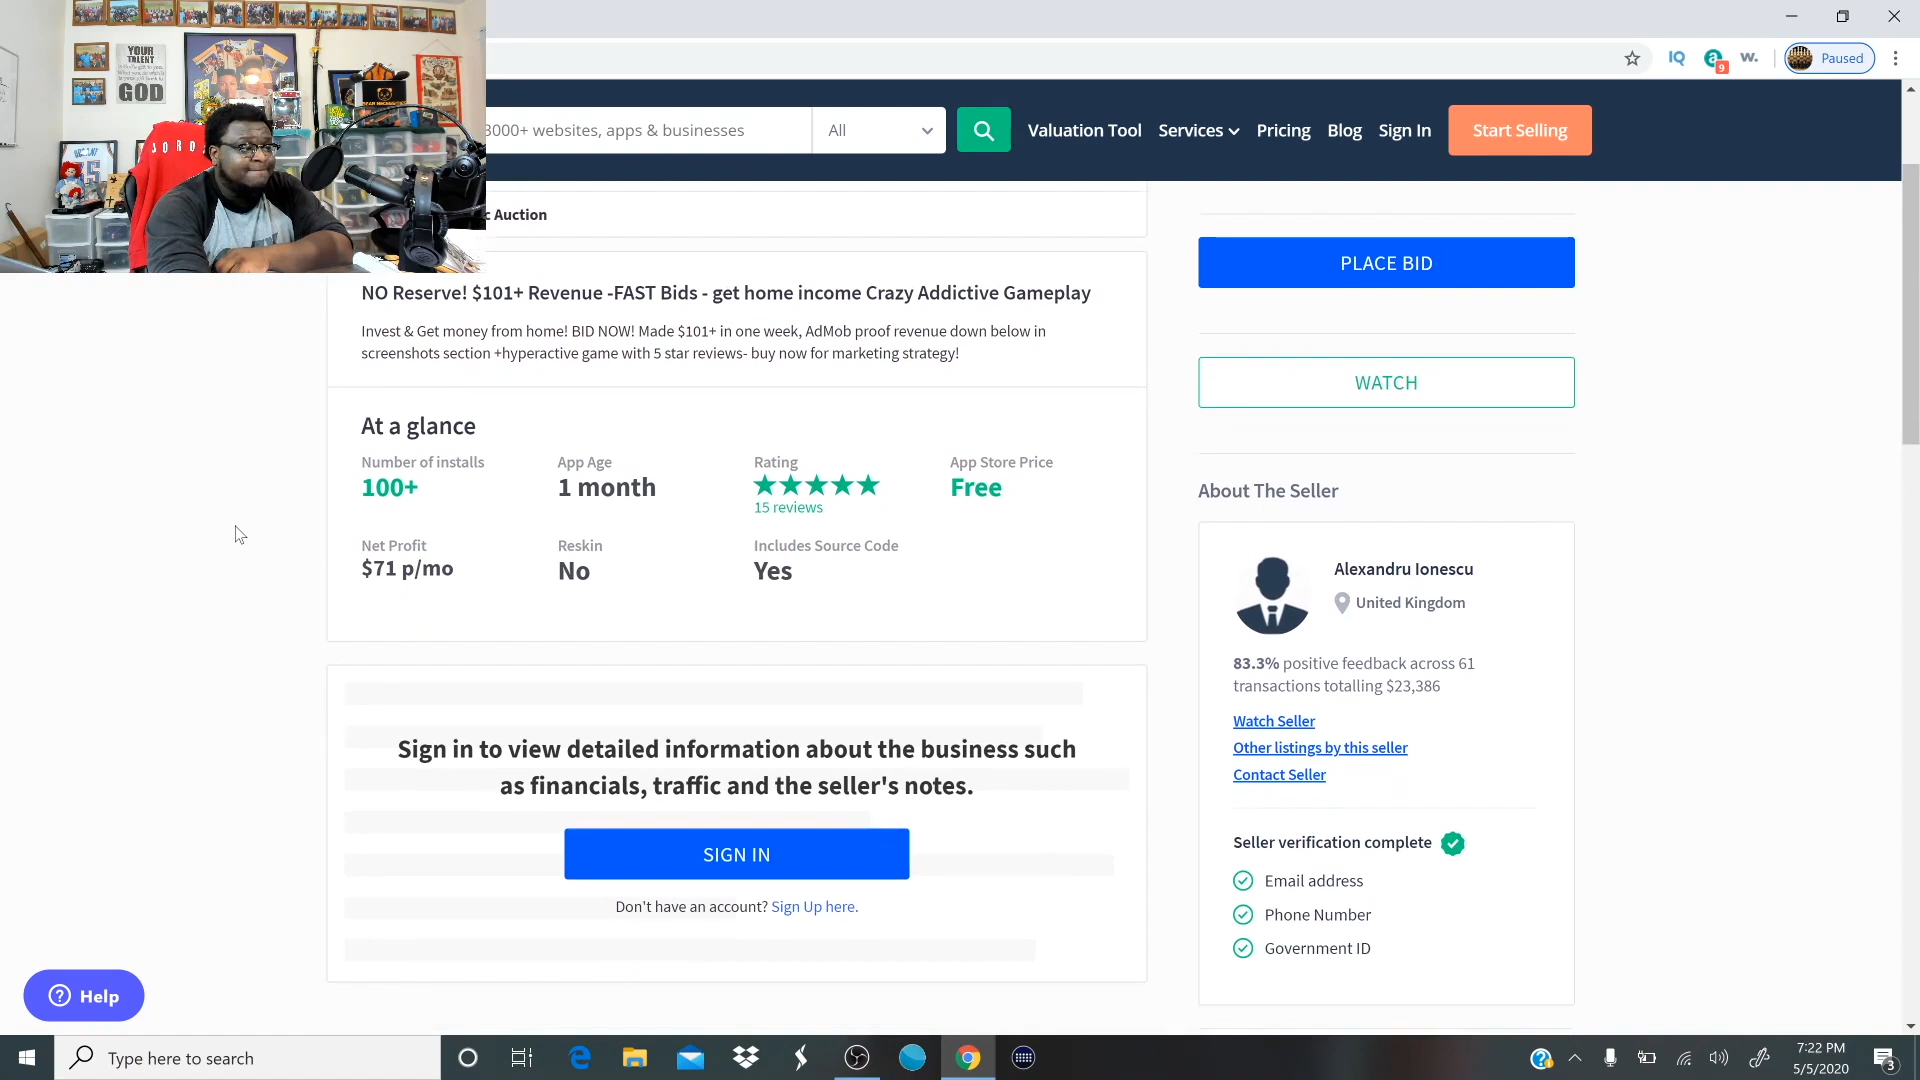 YOUR
TALENT
GOD
JORO
IQ
9
w.
Paused
3000+ websites, apps & businesses
All
Valuation Tool
Services
Pricing
Blog
Sign In
Start Selling
c Auction
NO Reserve! $101+ Revenue -FAST Bids - get home income Crazy Addictive Gameplay
Invest & Get money from home! BID NOW! Made $101+ in one week, AdMob proof revenue down below in
screenshots section +hyperactive game with 5 star reviews- buy now for marketing strategy!
At a glance
Number of installs
100+
App Age
1 month
Rating
15 reviews
App Store Price
Free
Net Profit
$71 p/mo
Reskin
No
Includes Source Code
Yes
Sign in to view detailed information about the business such
as financials, traffic and the seller's notes.
SIGN IN
Don't have an account? Sign Up here.
PLACE BID
WATCH
About The Seller
Alexandru Ionescu
United Kingdom
83.3% positive feedback across 61
transactions totalling $23,386
Watch Seller
Other listings by this seller
Contact Seller
Seller verification complete
Email address
Phone Number
Government ID
Help
Type here to search
7:22 PM
5/5/2020
3